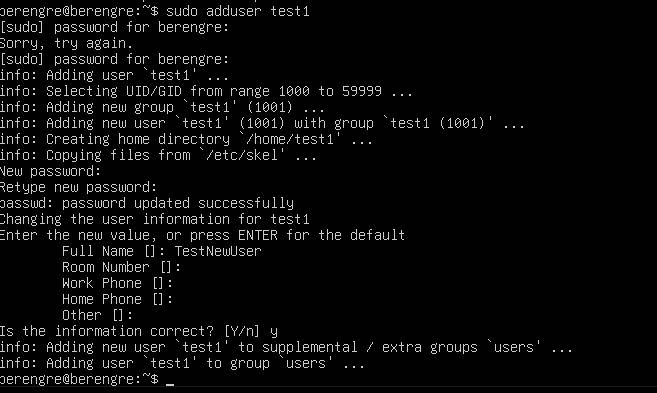 berengre@berengre:~$ sudo adduser test1
[sudo] password for berengre:
Sorry, try again.
[sudo] password for berengre:
info: Adding user `test1' ...
info: Selecting UID/GID from range 1000 to 59999 ...
info: Adding new group `test1' (1001) ...
info: Adding new user `test1' (1001) with group `test1 (1001)' ...
info: Creating home directory `/home/test1' ...
info: Copying files from `/etc/skel' ...
New password:
Retype new password:
passwd: password updated successfully
Changing the user information for test1
Enter the new value, or press ENTER for the default
        Full Name []: TestNewUser
        Room Number []:
        Work Phone []:
        Home Phone []:
        Other []:
Is the information correct? [Y/n] y
info: Adding new user `test1' to supplemental / extra groups `users' ...
info: Adding user `test1' to group `users' ...
berengre@berengre:~$ _